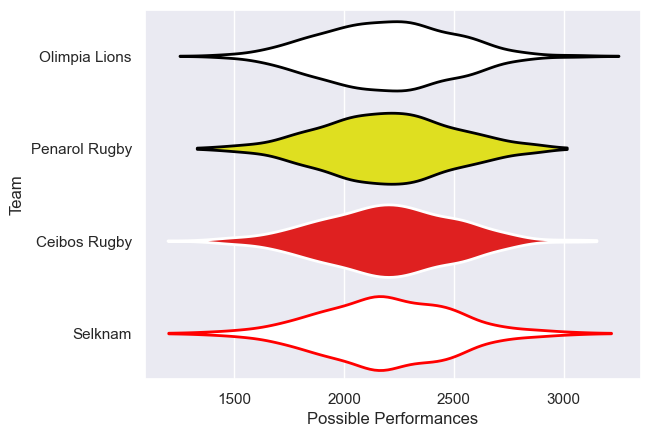 Olimpia Lions
Penarol Rugby
Ceibos Rugby
Selknam
Team
1500 2000 2500 3000
Possible Performances